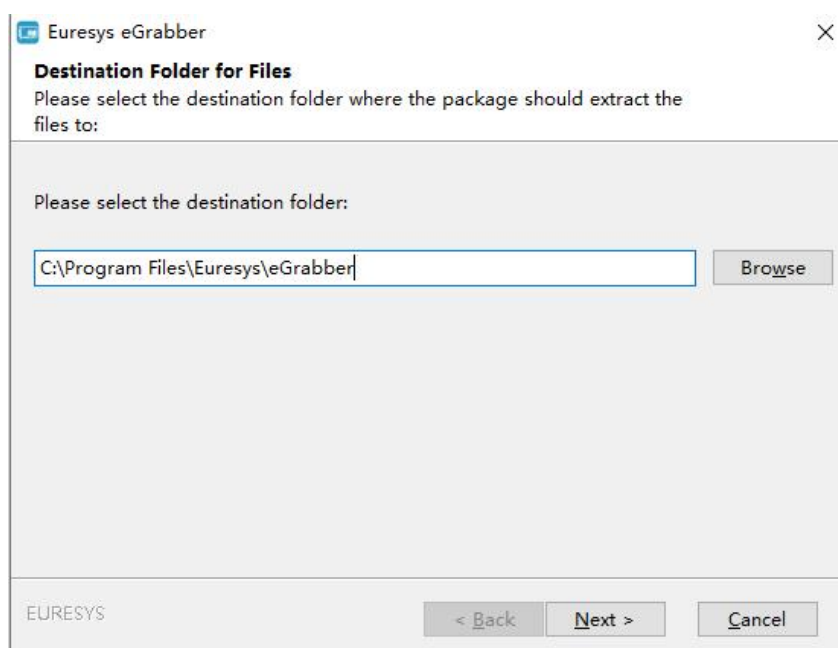 Euresys eGrabber
Destination Folder for Files
Please select the destination folder where the package should extract the
files to:
Please select the destination folder:
C:\Program Files\Euresys\eGrabber
Browse
EURESYS
< Back
Next >
Cancel